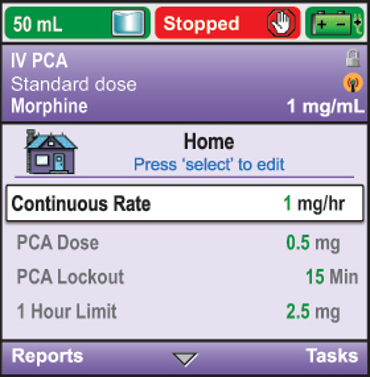 50 mL Stopped
IV PCA
Standard dose
Morphine 1 mg/mL
Home
Press 'select' to edit
Continuous Rate 1 mg/hr
PCA Dose 0.5 mg
PCA Lockout 15 Min
1 Hour Limit 2.5 mg
Reports Tasks